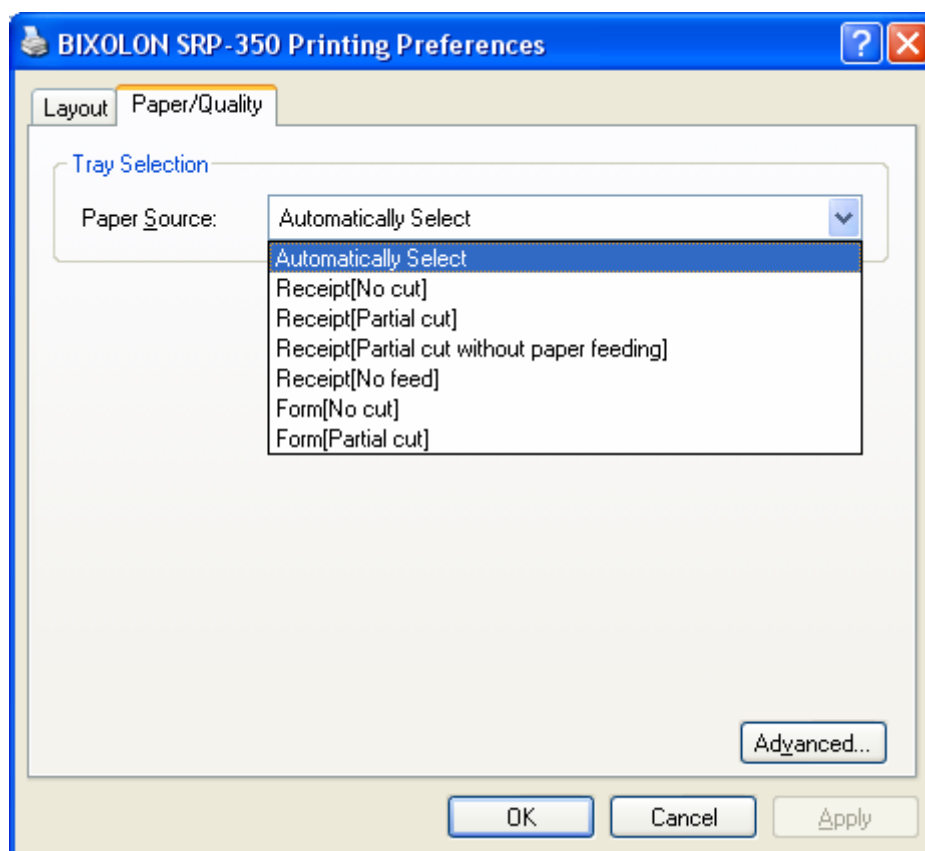 BIXOLON SRP-350 Printing Preferences
Layout Paper/Quality
Tray Selection
Paper Source: Automatically Select
Automatically Select
Receipt[No cut]
Receipt[Partial cut]
Receipt[Partial cut without paper feeding]
Receipt[No feed]
Form[No cut]
Form[Partial cut]
Advanced...
OK Cancel Apply